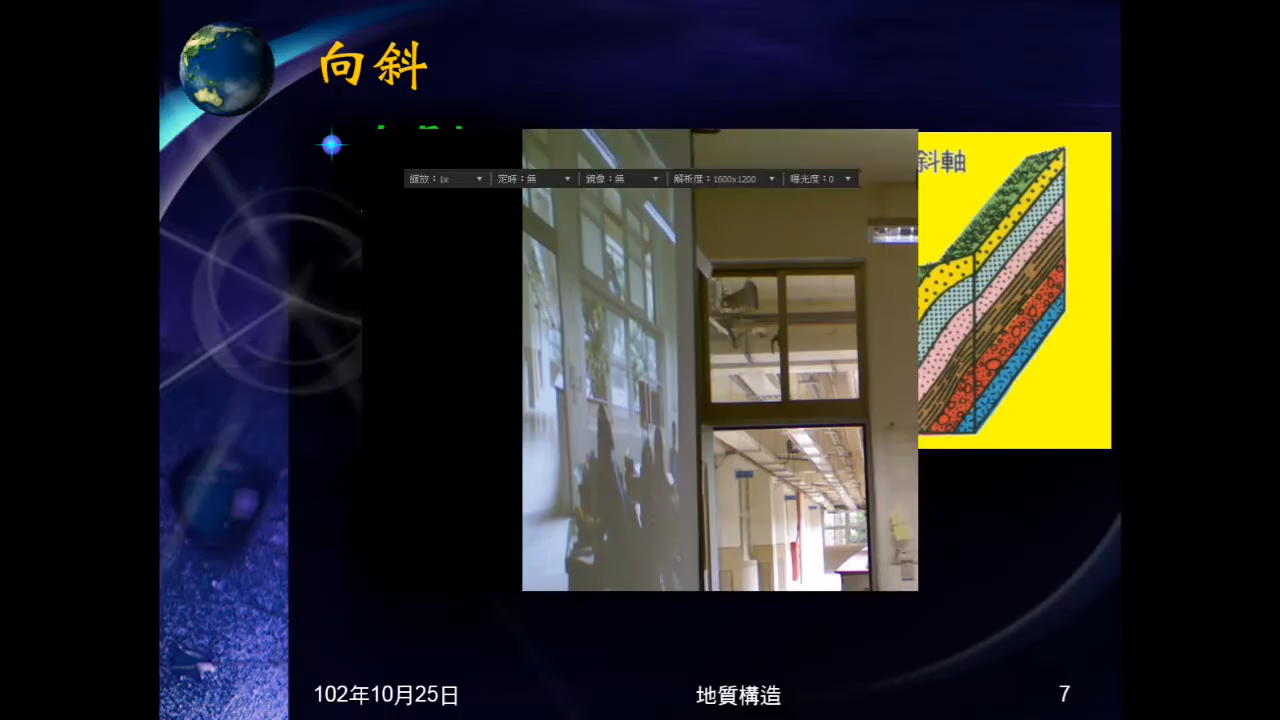 向斜
縮放：1x 定時：無 鏡像：無 解析度：1600x1200 曝光度：0
斜軸
102年10月25日
地質構造
7